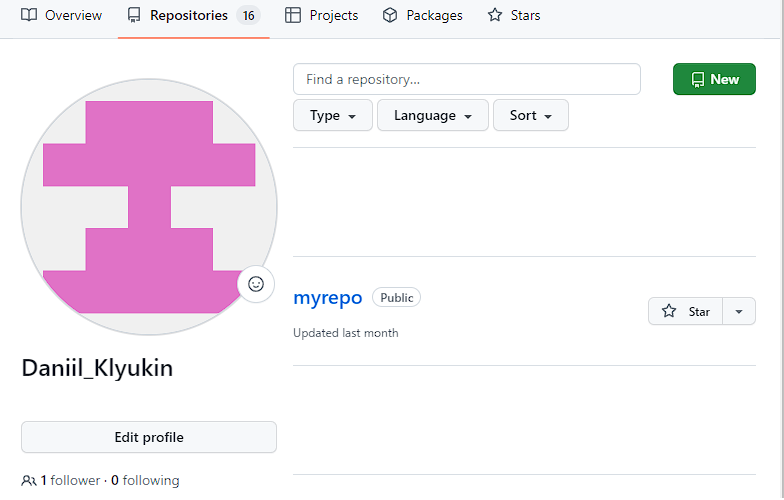 Overview Repositories 16 Projects Packages Stars
Find a repository...
New
Type Language Sort
myrepo Public
Star
Updated last month
Daniil_Klyukin
Edit profile
1 follower · 0 following